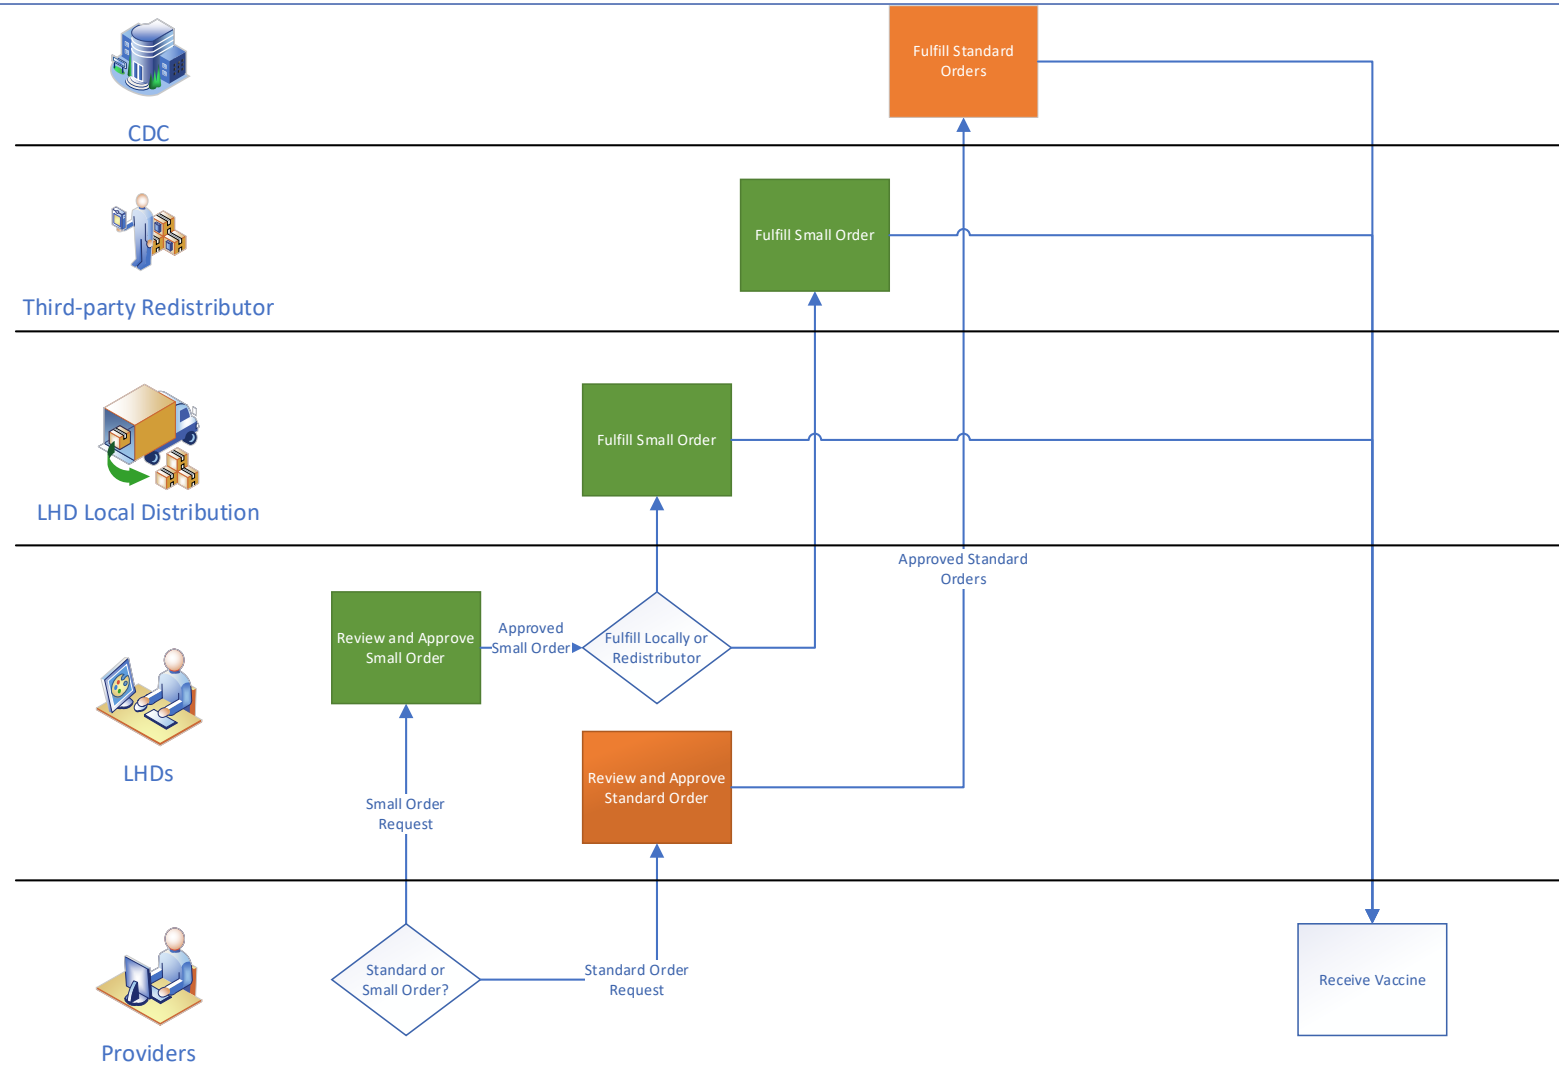 Fulfill Standard
Orders
CDC
Fulfill Small Order
Third-party Redistributor
Fulfill Small Order
LHD Local Distribution
Approved Standard
Orders
Review and Approve
Small Order
Approved
Small Order
Fulfill Locally or
Redistributor
LHDs
Review and Approve
Standard Order
Small Order
Request
Standard or
Small Order?
Standard Order
Request
Receive Vaccine
Providers